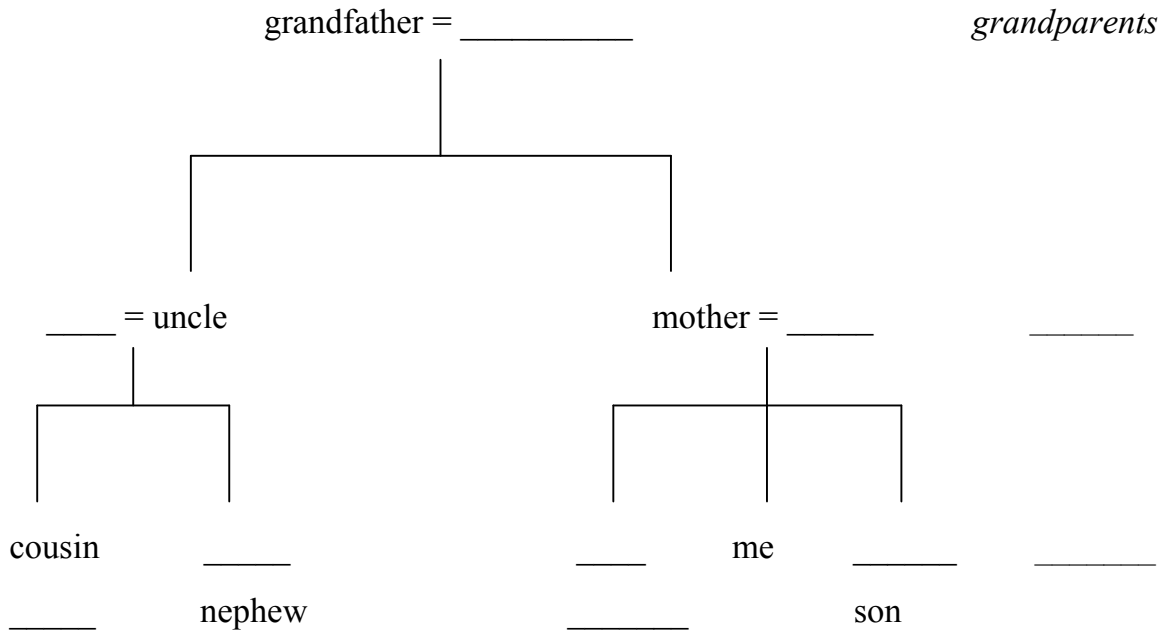 grandfather = __________ grandparents
____ = uncle mother = _____ ______
cousin _____ ____ me ______ _______
_____ nephew _______ son